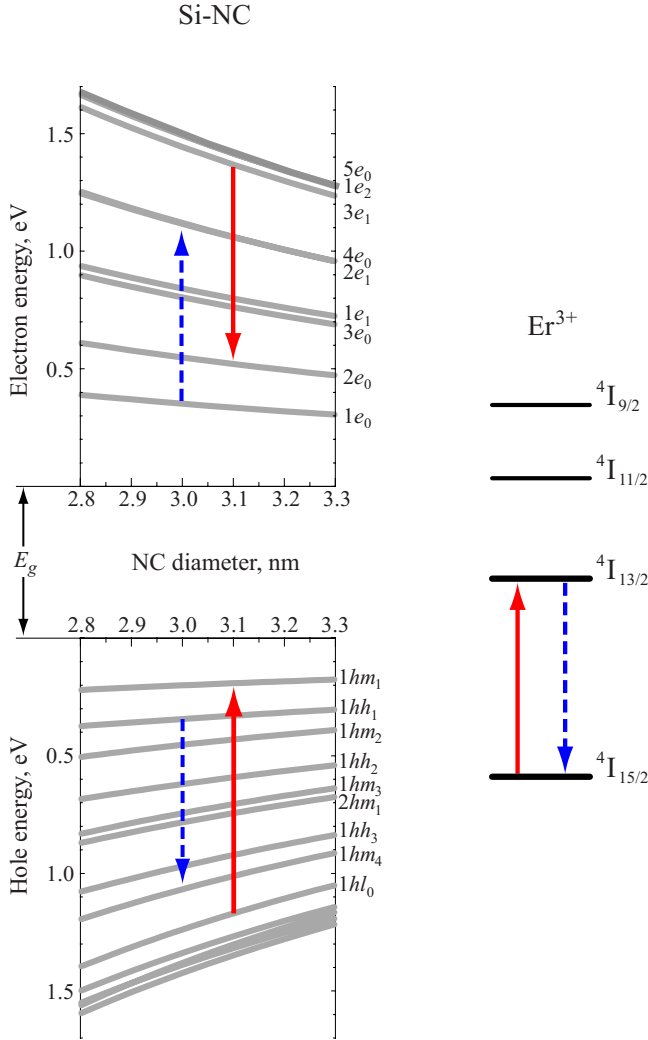 Si-NC
1.5
1.0
0.5
Electron energy, eV
5e₀
1e₂
3e₁
4e₀
2e₁
1e₁
3e₀
2e₀
1e₀
2.8 2.9 3.0 3.1 3.2 3.3
E_g
NC diameter, nm
2.8 2.9 3.0 3.1 3.2 3.3
0.5
1.0
1.5
Hole energy, eV
1hm₁
1hh₁
1hm₂
1hh₂
1hm₃
2hm₁
1hh₃
1hm₄
1hl₀
Er³⁺
⁴I₉/₂
⁴I₁₁/₂
⁴I₁₃/₂
⁴I₁₅/₂